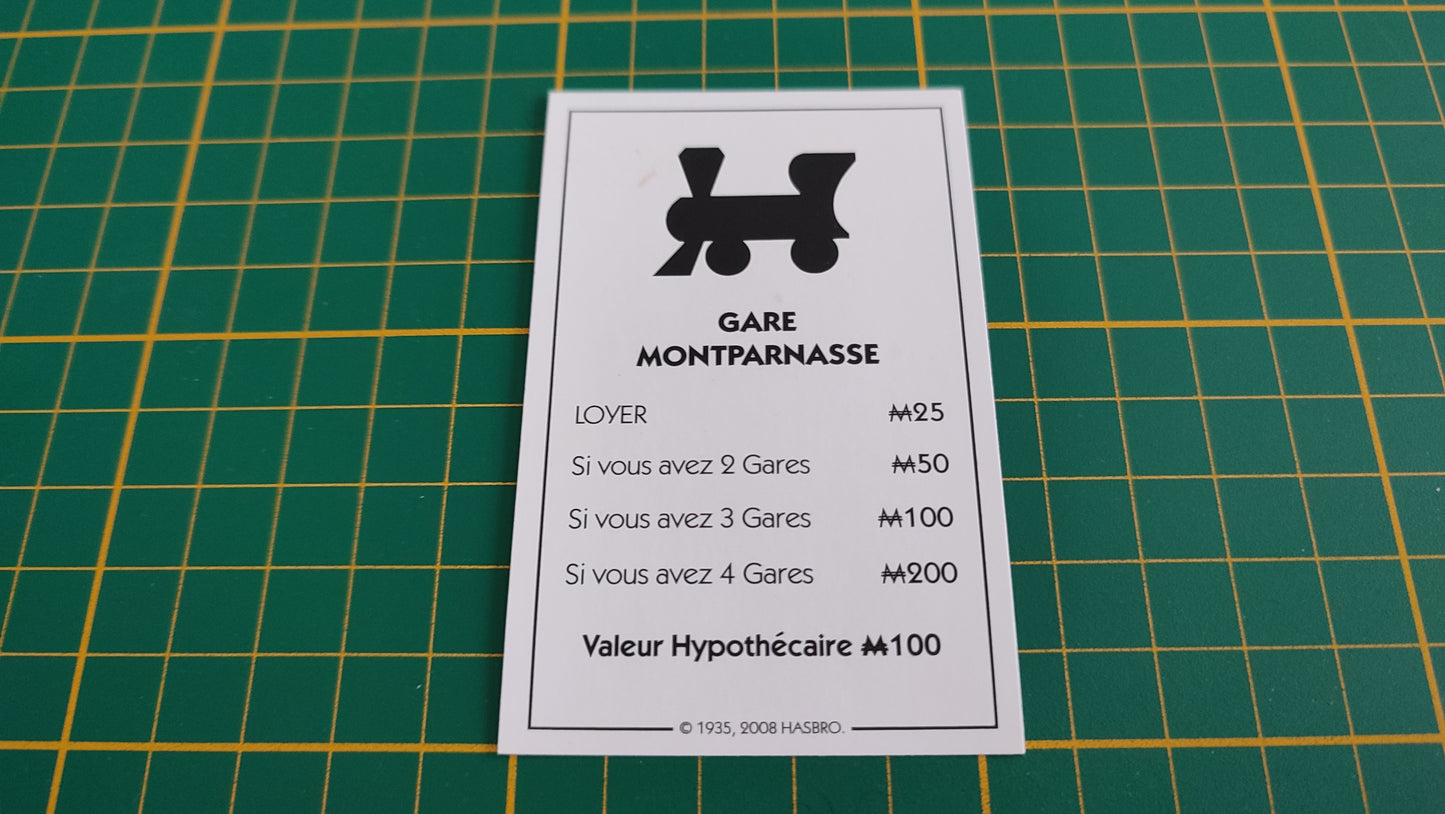 GARE
MONTPARNASSE
LOYER ₩25
Si vous avez 2 Gares ₩50
Si vous avez 3 Gares ₩100
Si vous avez 4 Gares ₩200
Valeur Hypothécaire ₩100
© 1935, 2008 HASBRO.